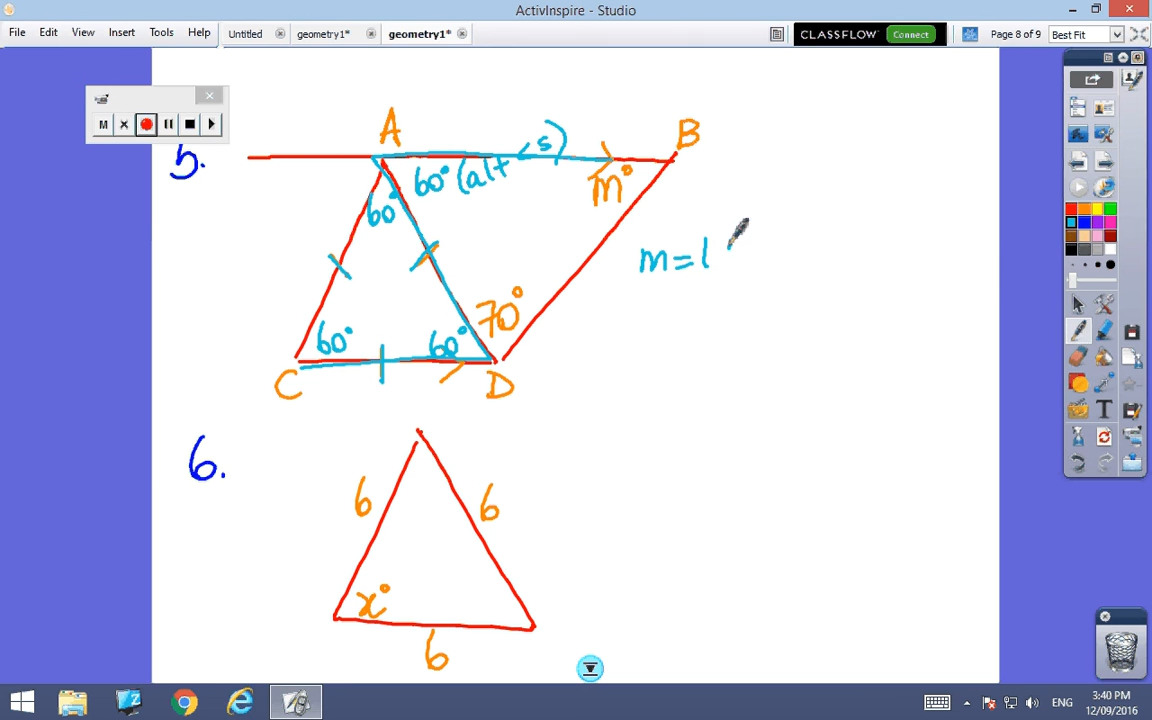 ActivInspire - Studio
File Edit View Insert Tools Help Untitled geometry1* geometry1* CLASSFLOW Connect Page 8 of 9 Best Fit
M
5.
A B
60° (alt <s) m°
60°
m=1
70°
60° 60°
C D
6.
6 6
x°
6
T
ENG 3:40 PM
12/09/2016